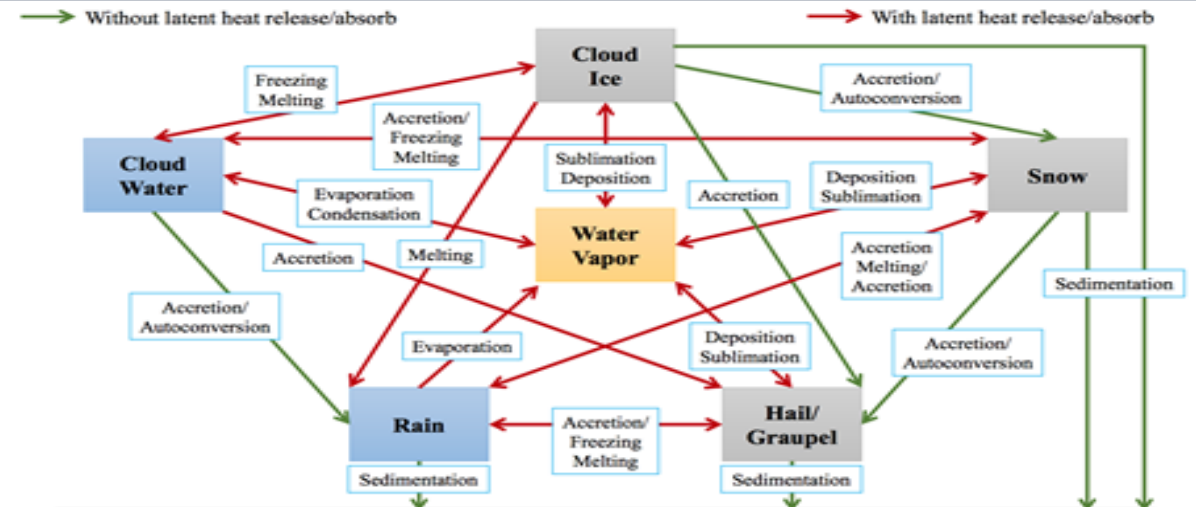 Without latent heat release/absorb
With latent heat release/absorb
Cloud
Ice
Freezing
Melting
Accretion/
Autoconversion
Accretion/
Freezing
Melting
Cloud
Water
Sublimation
Deposition
Snow
Evaporation
Condensation
Accretion
Deposition
Sublimation
Water
Vapor
Accretion
Melting
Accretion
Melting/
Accretion
Sedimentation
Accretion/
Autoconversion
Evaporation
Deposition
Sublimation
Accretion/
Autoconversion
Rain
Accretion/
Freezing
Melting
Hail/
Graupel
Sedimentation
Sedimentation